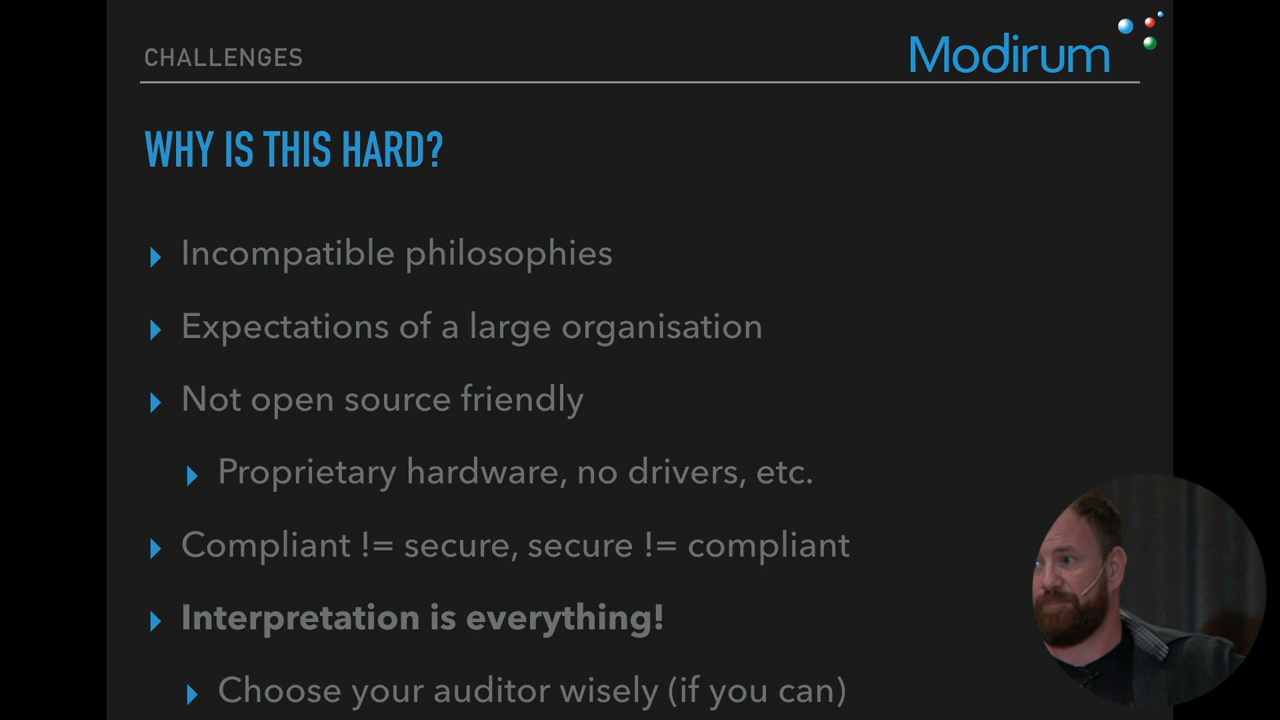 CHALLENGES
Modirum
WHY IS THIS HARD?
Incompatible philosophies
Expectations of a large organisation
Not open source friendly
Proprietary hardware, no drivers, etc.
Compliant != secure, secure != compliant
Interpretation is everything!
Choose your auditor wisely (if you can)